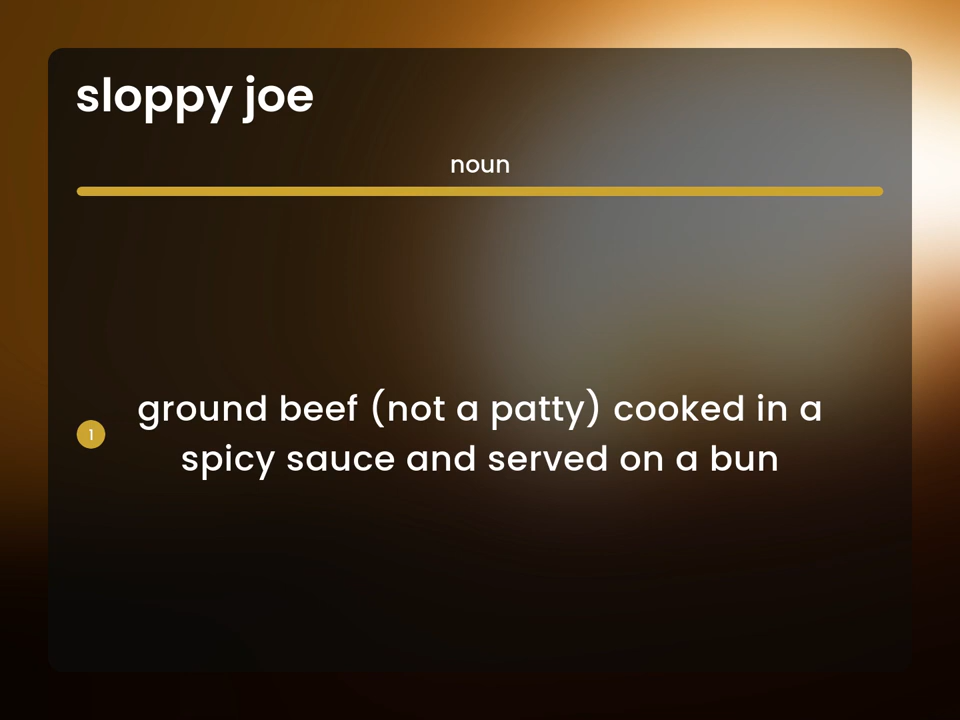 sloppy joe
noun
1
ground beef (not a patty) cooked in a
spicy sauce and served on a bun